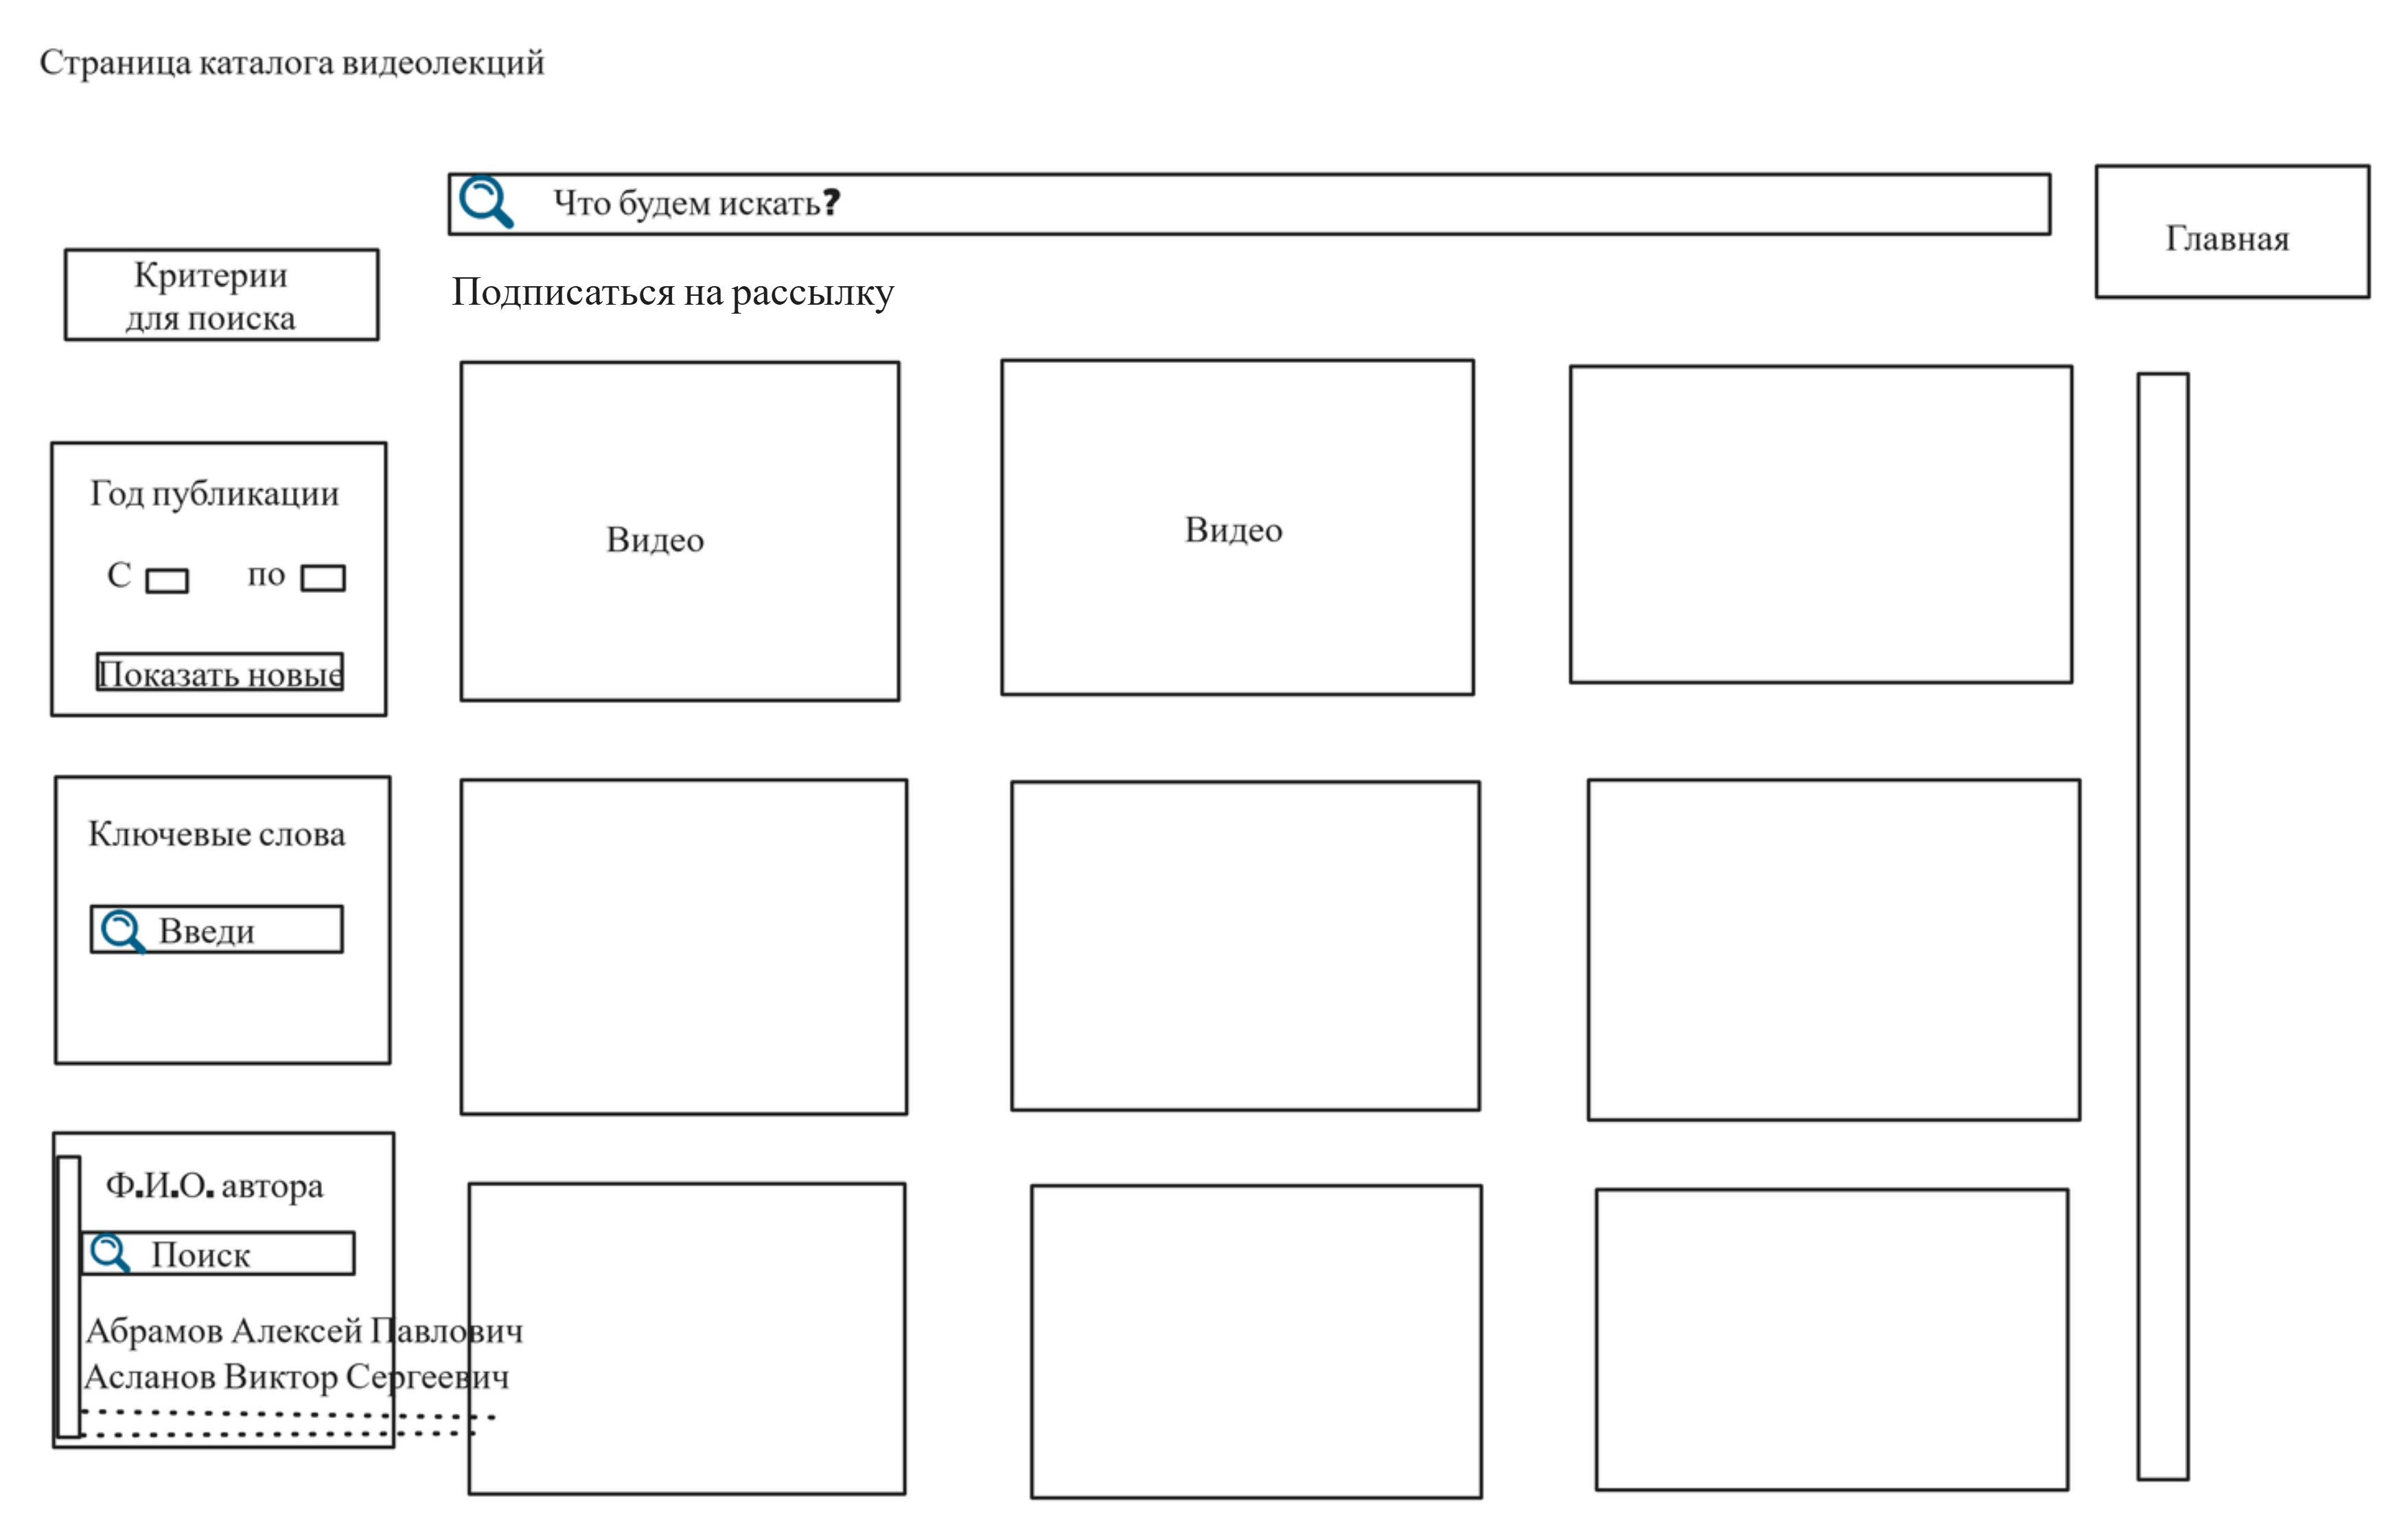 Страница каталога видеолекций
Что будем искать?
Главная
Критерии
для поиска
Подписаться на рассылку
Год публикации
С по
Показать новые
Видео
Видео
Ключевые слова
Введи
Ф.И.О. автора
Поиск
Абрамов Алексей Павлович
Асланов Виктор Сергеевич